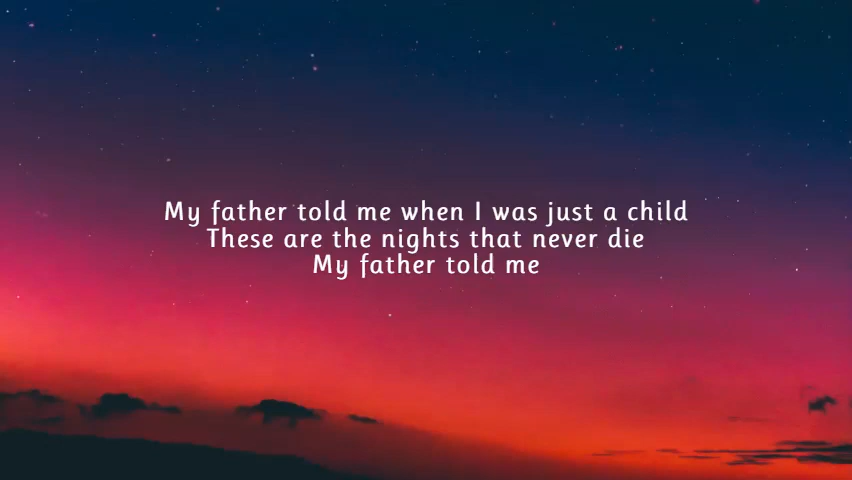 My father told me when I was just a child
These are the nights that never die
My father told me